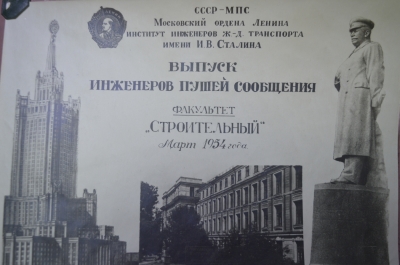 СССР–МПС
Московский ордена Ленина
институт инженеров ж.-д. транспорта
имени И.В. Сталина
Выпуск
инженеров путей сообщения
Факультет
„Строительный"
Март 1954 года.